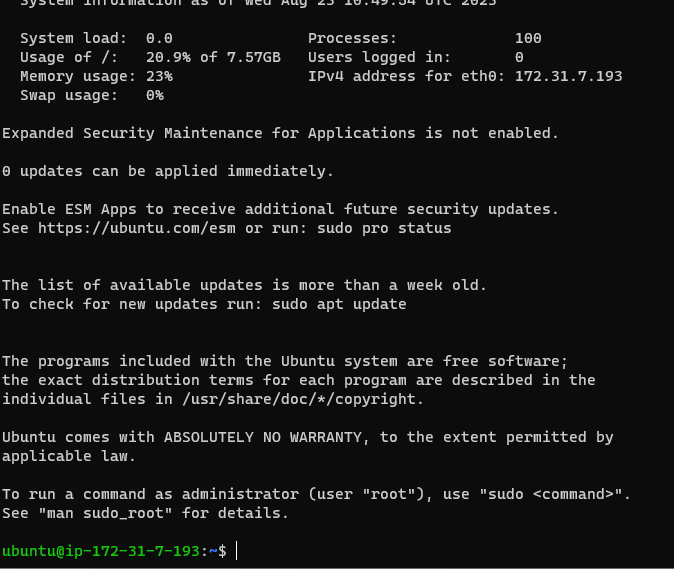 System information as of Wed Aug 23 10:49:54 UTC 2023
System load:  0.0                Processes:             100
Usage of /:   20.9% of 7.57GB   Users logged in:       0
Memory usage: 23%               IPv4 address for eth0: 172.31.7.193
Swap usage:   0%
Expanded Security Maintenance for Applications is not enabled.
0 updates can be applied immediately.
Enable ESM Apps to receive additional future security updates.
See https://ubuntu.com/esm or run: sudo pro status
The list of available updates is more than a week old.
To check for new updates run: sudo apt update
The programs included with the Ubuntu system are free software;
the exact distribution terms for each program are described in the
individual files in /usr/share/doc/*/copyright.
Ubuntu comes with ABSOLUTELY NO WARRANTY, to the extent permitted by
applicable law.
To run a command as administrator (user "root"), use "sudo <command>".
See "man sudo_root" for details.
ubuntu@ip-172-31-7-193:~$